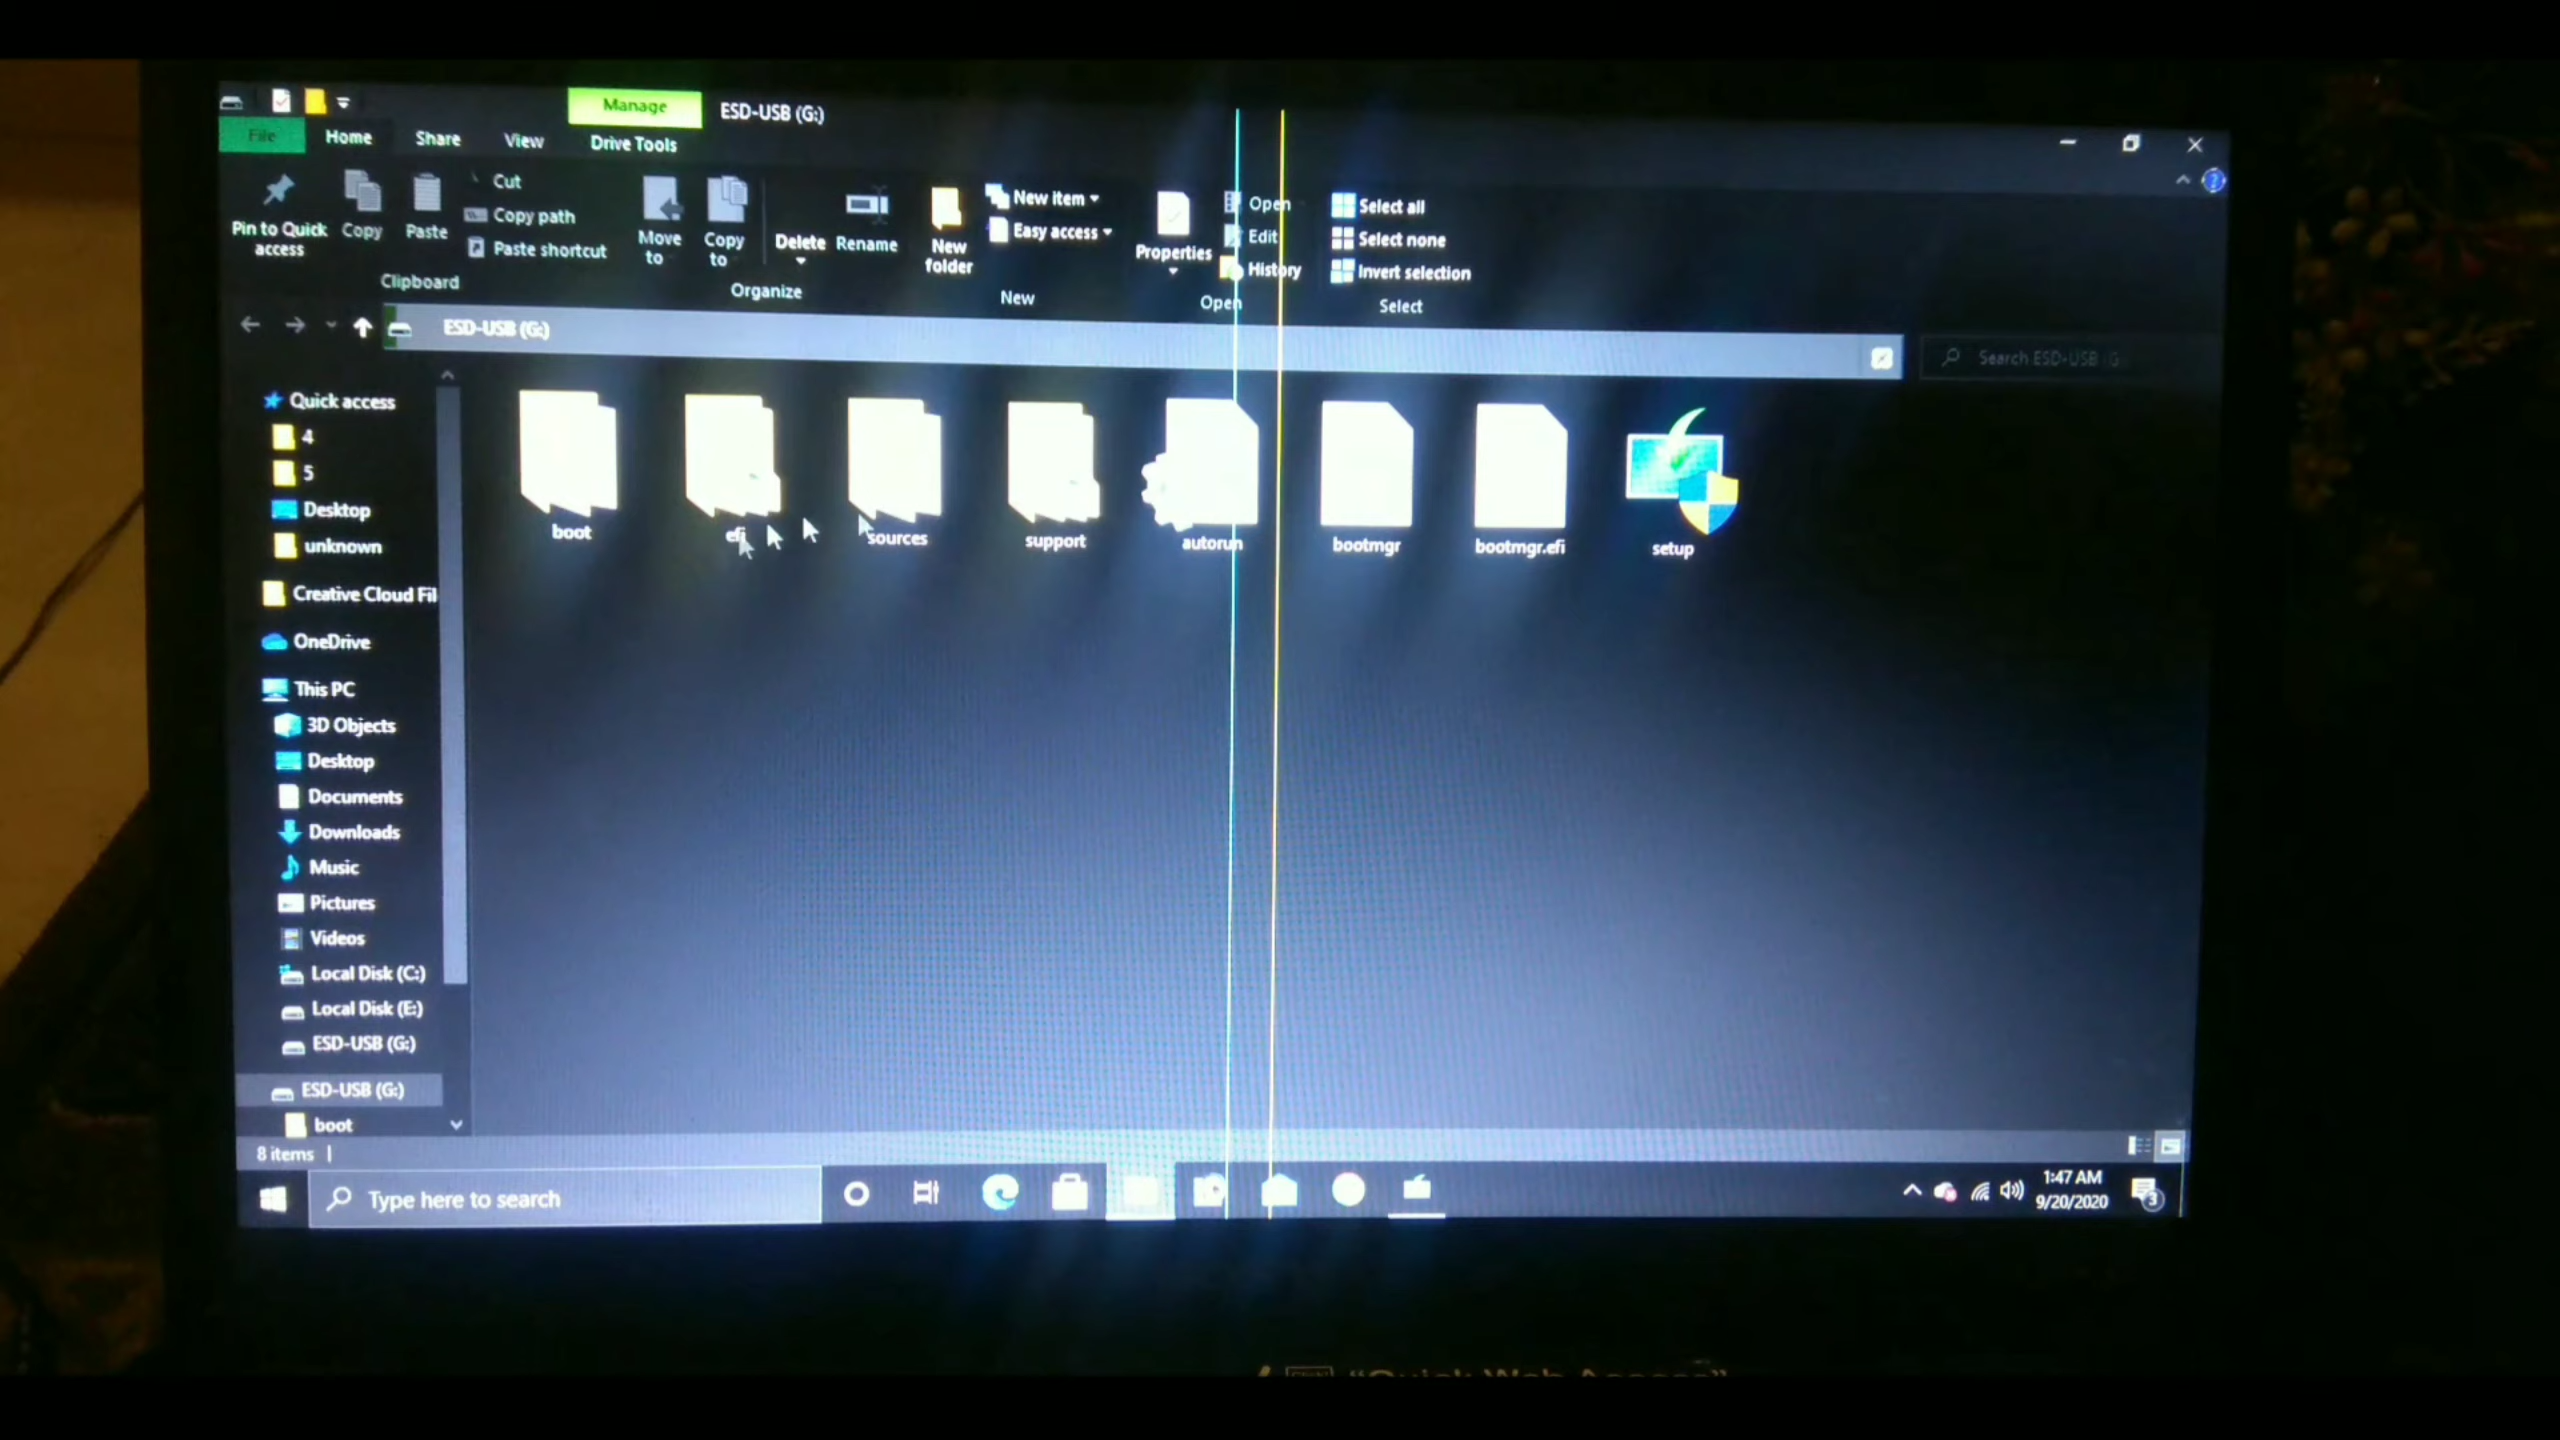 Manage
ESD-USB (G:)
File
Home
Share
View
Drive Tools
Pin to Quick access
Copy
Paste
Cut
Copy path
Paste shortcut
Clipboard
Move to
Copy to
Delete
Rename
Organize
New folder
New item
Easy access
New
Properties
Open
Edit
History
Open
Select all
Select none
Invert selection
Select
ESD-USB (G:)
Search ESD-USB (G
Quick access
4
5
Desktop
unknown
Creative Cloud Fil
OneDrive
This PC
3D Objects
Desktop
Documents
Downloads
Music
Pictures
Videos
Local Disk (C:)
Local Disk (E:)
ESD-USB (G:)
ESD-USB (G:)
boot
boot
efi
sources
support
autorun
bootmgr
bootmgr.efi
setup
8 items
Type here to search
1:47 AM
9/20/2020
3
"Quick Web Access"